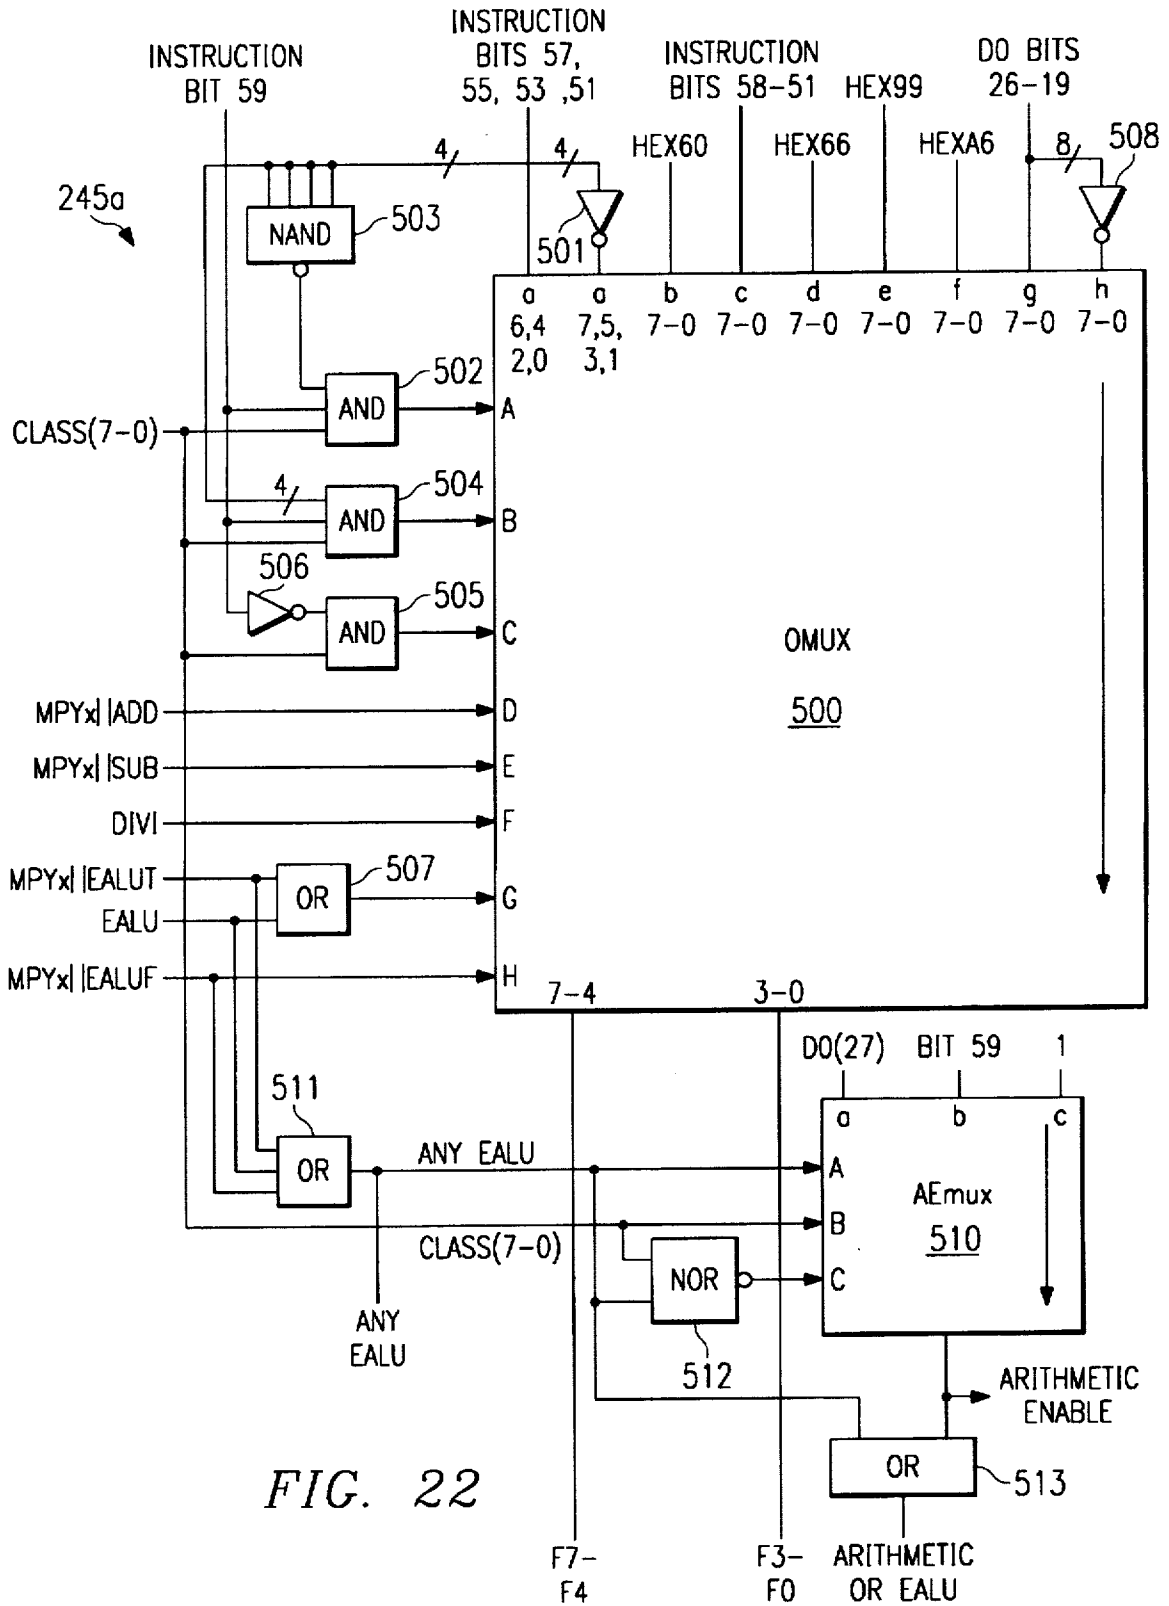 INSTRUCTION
BIT 59
INSTRUCTION
BITS 57,
55, 53 ,51
INSTRUCTION
BITS 58-51
HEX99
D0 BITS
26-19
HEX60
HEX66
HEXA6
4
4
8
508
245a
NAND
503
501
a
a
b
c
d
e
f
g
h
6,4
2,0
7,5,
3,1
7-0
7-0
7-0
7-0
7-0
7-0
7-0
502
AND
A
CLASS(7-0)
4
504
AND
B
506
505
AND
C
OMUX
500
MPYx||ADD
D
MPYx||SUB
E
DIVI
F
MPYx||EALUT
507
OR
G
EALU
MPYx||EALUF
H
7-4
3-0
D0(27)
BIT 59
1
a
b
c
511
OR
ANY EALU
A
AEmux
510
B
CLASS(7-0)
NOR
C
ANY
EALU
512
ARITHMETIC
ENABLE
OR
513
FIG. 22
F7-
F4
F3-
F0
ARITHMETIC
OR EALU